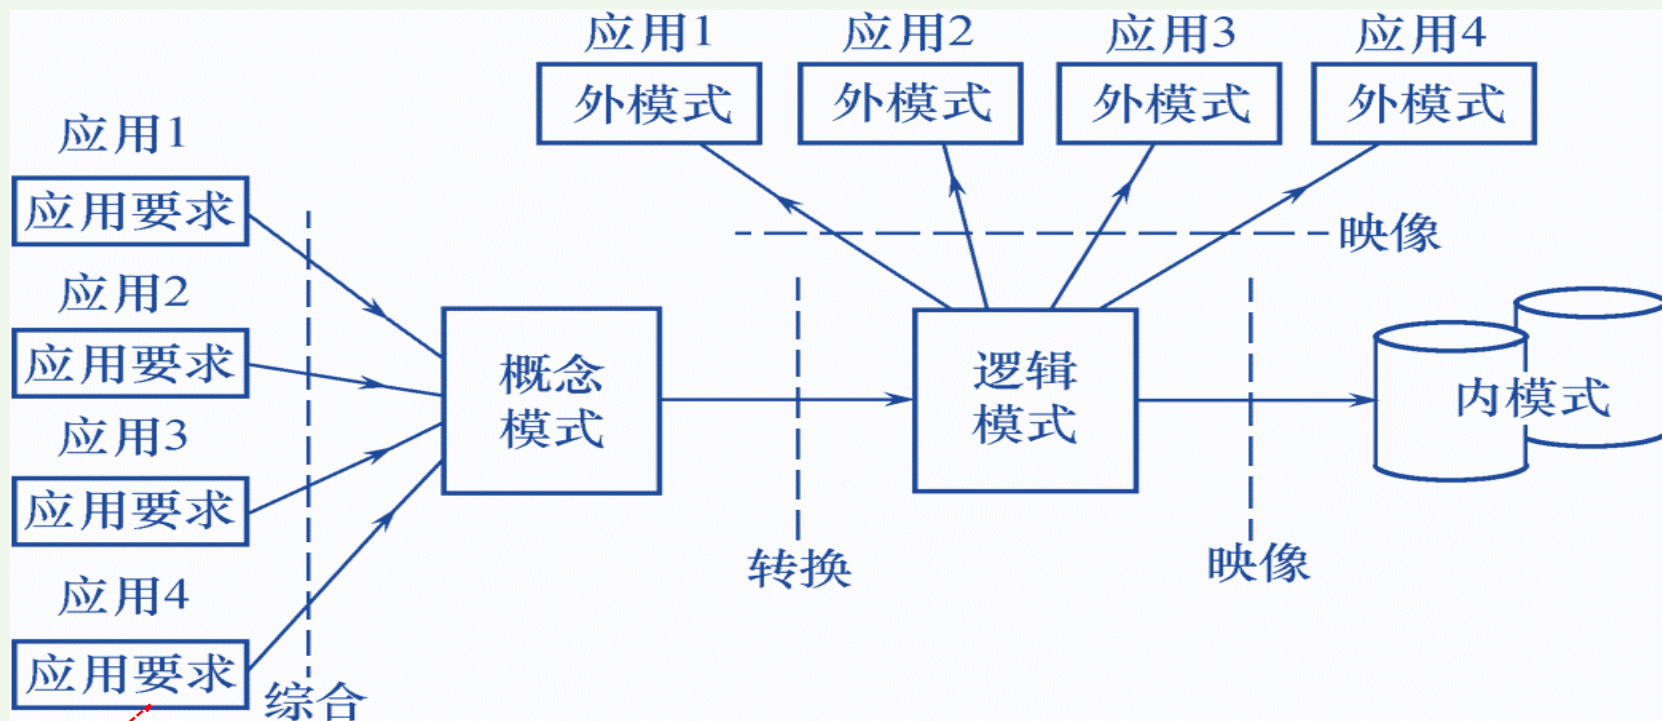 应用1
应用2
应用3
应用4
外模式
外模式
外模式
外模式
应用1
应用要求
映像
应用2
应用要求
概念
模式
逻辑
模式
内模式
应用3
应用要求
转换
映像
应用4
应用要求
综合